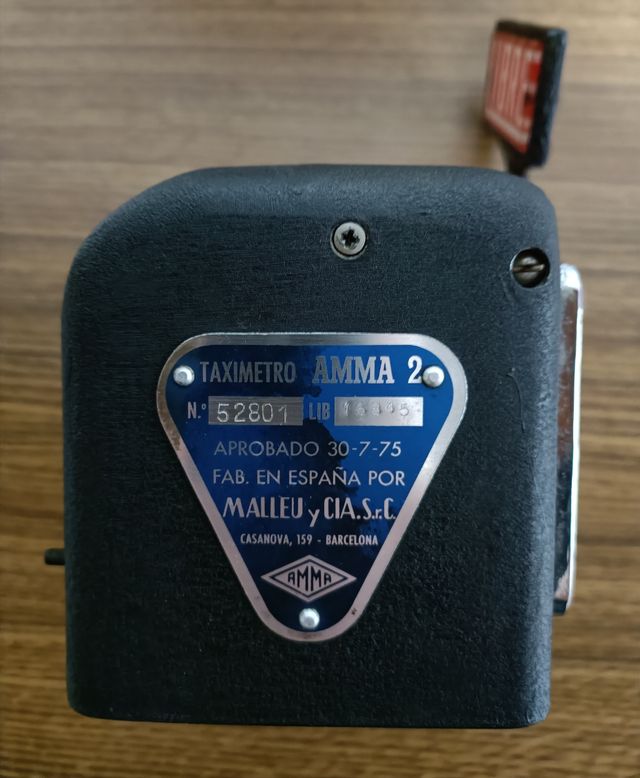 LIBRE
TAXIMETRO AMMA 2
N.º 52801 LIB
APROBADO 30-7-75
FAB. EN ESPAÑA POR
MALLEU y CIA.S.r.C.
CASANOVA, 159 - BARCELONA
AMMA